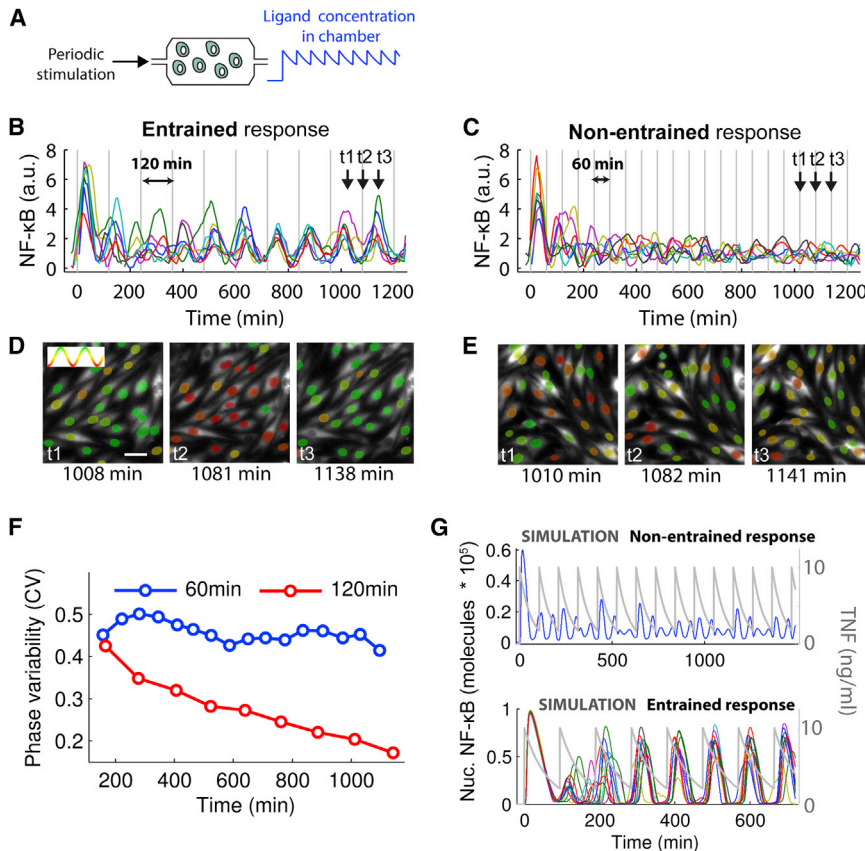 A
Periodic
stimulation
Ligand concentration
in chamber
B
Entrained response
NF-κB (a.u.)
8
6
4
2
0
120 min
t1 t2 t3
0 200 400 600 800 1000 1200
Time (min)
C
Non-entrained response
NF-κB (a.u.)
8
6
4
2
0
60 min
t1 t2 t3
0 200 400 600 800 1000 1200
Time (min)
D
t1
t2
t3
1008 min
1081 min
1138 min
E
t1
t2
t3
1010 min
1082 min
1141 min
F
60min
120min
Phase variability (CV)
0.5
0.4
0.3
0.2
200 400 600 800 1000
Time (min)
G
SIMULATION Non-entrained response
Nuc. NF-κB (molecules * 10⁵)
0.6
0.4
0.2
0
0 500 1000
10
0
TNF (ng/ml)
SIMULATION Entrained response
1
0.5
0
0 200 400 600
10
0
Time (min)